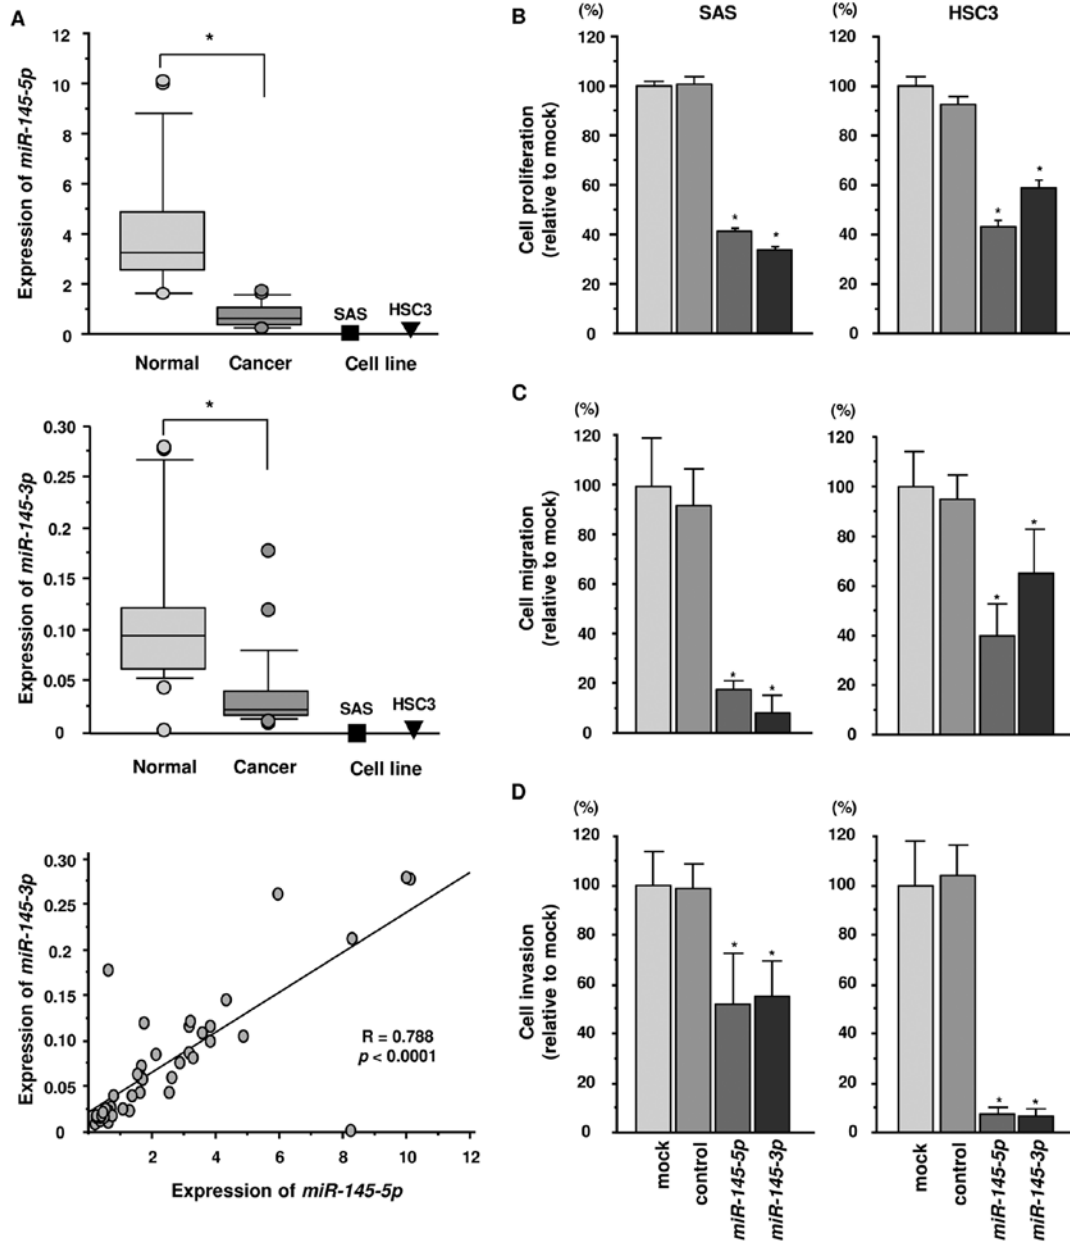 A
Expression of miR-145-5p
12
10
8
6
4
2
0
*
SAS
HSC3
Normal
Cancer
Cell line
Expression of miR-145-3p
0.30
0.25
0.2
0.15
0.10
0.05
0
*
SAS
HSC3
Normal
Cancer
Cell line
Expression of miR-145-3p
0.30
0.25
0.2
0.15
0.10
0.05
0
R = 0.788
p < 0.0001
2 4 6 8 10 12
Expression of miR-145-5p
B
(%)
SAS
(%)
HSC3
Cell proliferation
(relative to mock)
120
100
80
60
40
20
0
* *
120
100
80
60
40
20
0
* *
C
(%)
(%)
Cell migration
(relative to mock)
120
100
80
60
40
20
0
* *
120
100
80
60
40
20
0
* *
D
(%)
(%)
Cell invasion
(relative to mock)
120
100
80
60
40
20
0
* *
120
100
80
60
40
20
0
* *
mock
control
miR-145-5p
miR-145-3p
mock
control
miR-145-5p
miR-145-3p